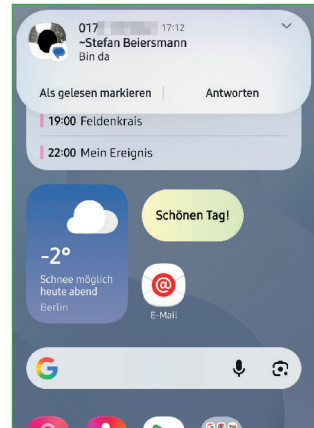 017 17:12
~Stefan Beiersmann
Bin da
Als gelesen markieren Antworten
19:00 Feldenkrais
22:00 Mein Ereignis
Schönen Tag!
-2°
Schnee möglich
heute abend
Berlin
@
E-Mail
G